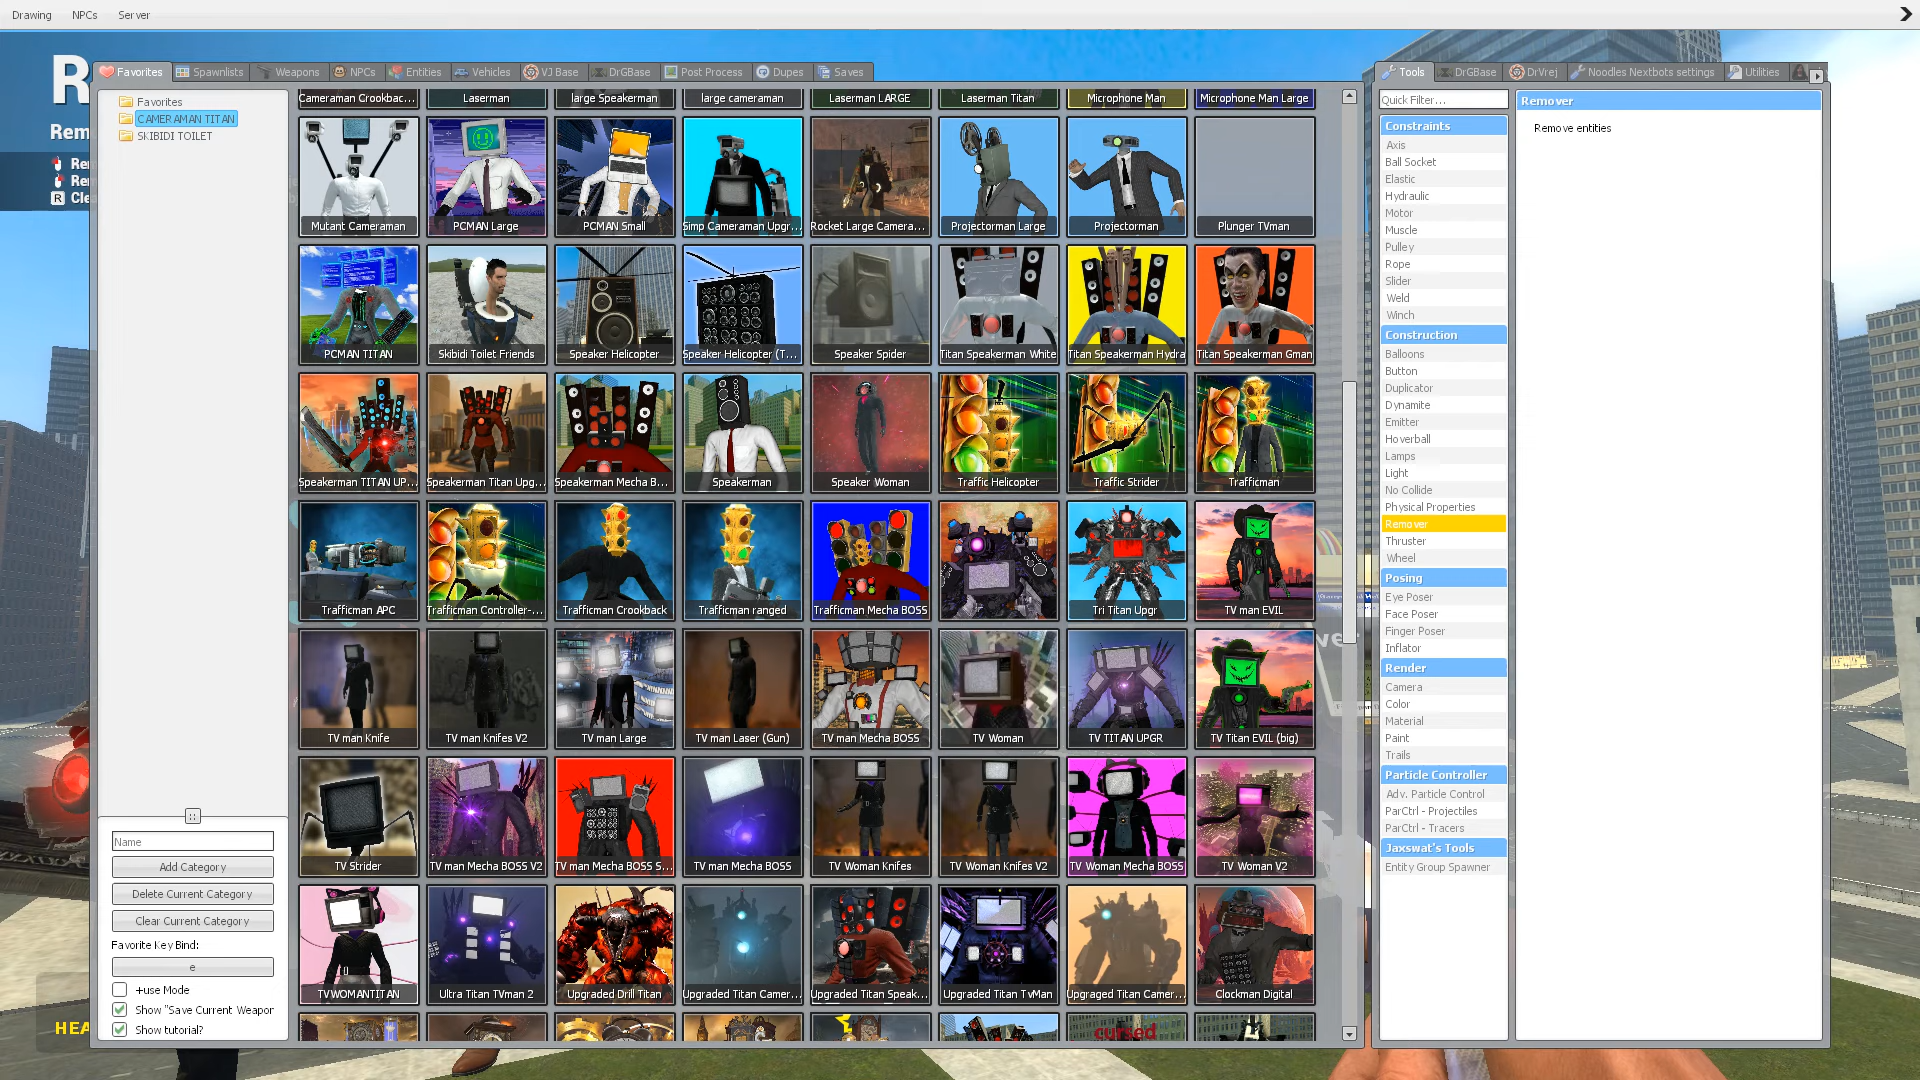 Drawing NPCs Server
R
Rem
Rem
Rem
R Cle
Favorites Spawnlists Weapons NPCs Entities Vehicles VJ Base DrGBase Post Process Dupes Saves
Favorites
CAMERAMAN TITAN
SKIBIDI TOILET
Cameraman Crookbac... Laserman large Speakerman large cameraman Laserman LARGE Laserman Titan Microphone Man Microphone Man Large
Mutant Cameraman PCMAN Large PCMAN Small Simp Cameraman Upgr... Rocket Large Camera... Projectorman Large Projectorman Plunger TVman
PCMAN TITAN Skibidi Toilet Friends Speaker Helicopter Speaker Helicopter (T... Speaker Spider Titan Speakerman White Titan Speakerman Hydra Titan Speakerman Gman
Speakerman TITAN UP... Speakerman Titan Upg... Speakerman Mecha B... Speakerman Speaker Woman Traffic Helicopter Traffic Strider Trafficman
Trafficman APC Trafficman Controller-... Trafficman Crookback Trafficman ranged Trafficman Mecha BOSS Tri Titan Upgr TV man EVIL
TV man Knife TV man Knifes V2 TV man Large TV man Laser (Gun) TV man Mecha BOSS TV Woman TV TITAN UPGR TV Titan EVIL (big)
TV Strider TV man Mecha BOSS V2 TV man Mecha BOSS S... TV man Mecha BOSS TV Woman Knifes TV Woman Knifes V2 TV Woman Mecha BOSS TV Woman V2
TVWOMANTITAN Ultra Titan TVman 2 Upgraded Drill Titan Upgraded Titan Camer... Upgraded Titan Speak... Upgraded Titan TvMan Upgraged Titan Camer... Clockman Digital
cursed
Name
Add Category
Delete Current Category
Clear Current Category
Favorite Key Bind:
e
+use Mode
Show "Save Current Weapon
Show tutorial?
HEA
Tools DrGBase DrVrej Noodles Nextbots settings Utilities
Quick Filter...
Constraints
Axis
Ball Socket
Elastic
Hydraulic
Motor
Muscle
Pulley
Rope
Slider
Weld
Winch
Construction
Balloons
Button
Duplicator
Dynamite
Emitter
Hoverball
Lamps
Light
No Collide
Physical Properties
Remover
Thruster
Wheel
Posing
Eye Poser
Face Poser
Finger Poser
Inflator
Render
Camera
Color
Material
Paint
Trails
Particle Controller
Adv. Particle Control
ParCtrl - Projectiles
ParCtrl - Tracers
Jaxswat's Tools
Entity Group Spawner
Remover
Remove entities